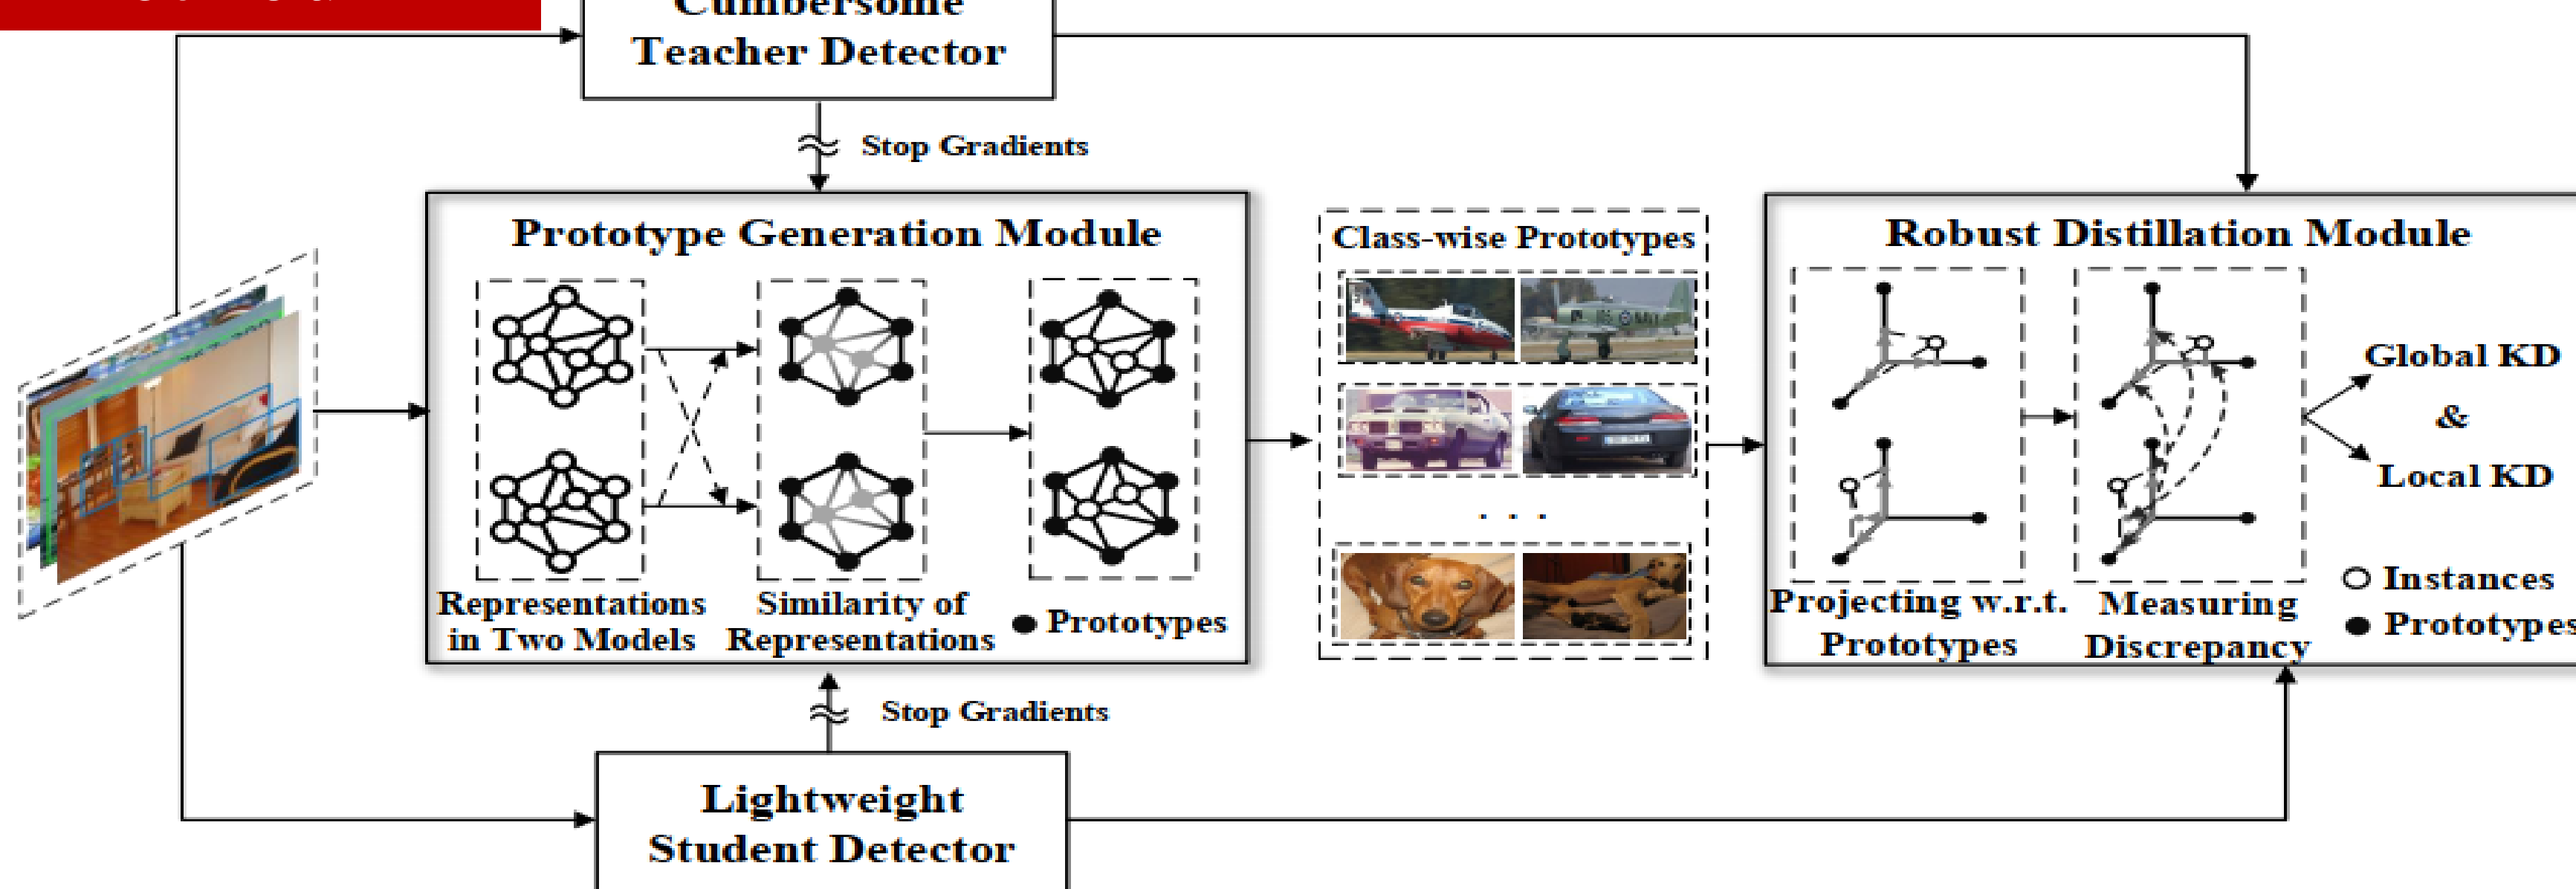 Cumbersome
Teacher Detector
Stop Gradients
Prototype Generation Module
Representations
in Two Models
Similarity of
Representations
Prototypes
Class-wise Prototypes
. . .
Robust Distillation Module
Projecting w.r.t.
Prototypes
Measuring
Discrepancy
Global KD
&
Local KD
Instances
Prototypes
Stop Gradients
Lightweight
Student Detector